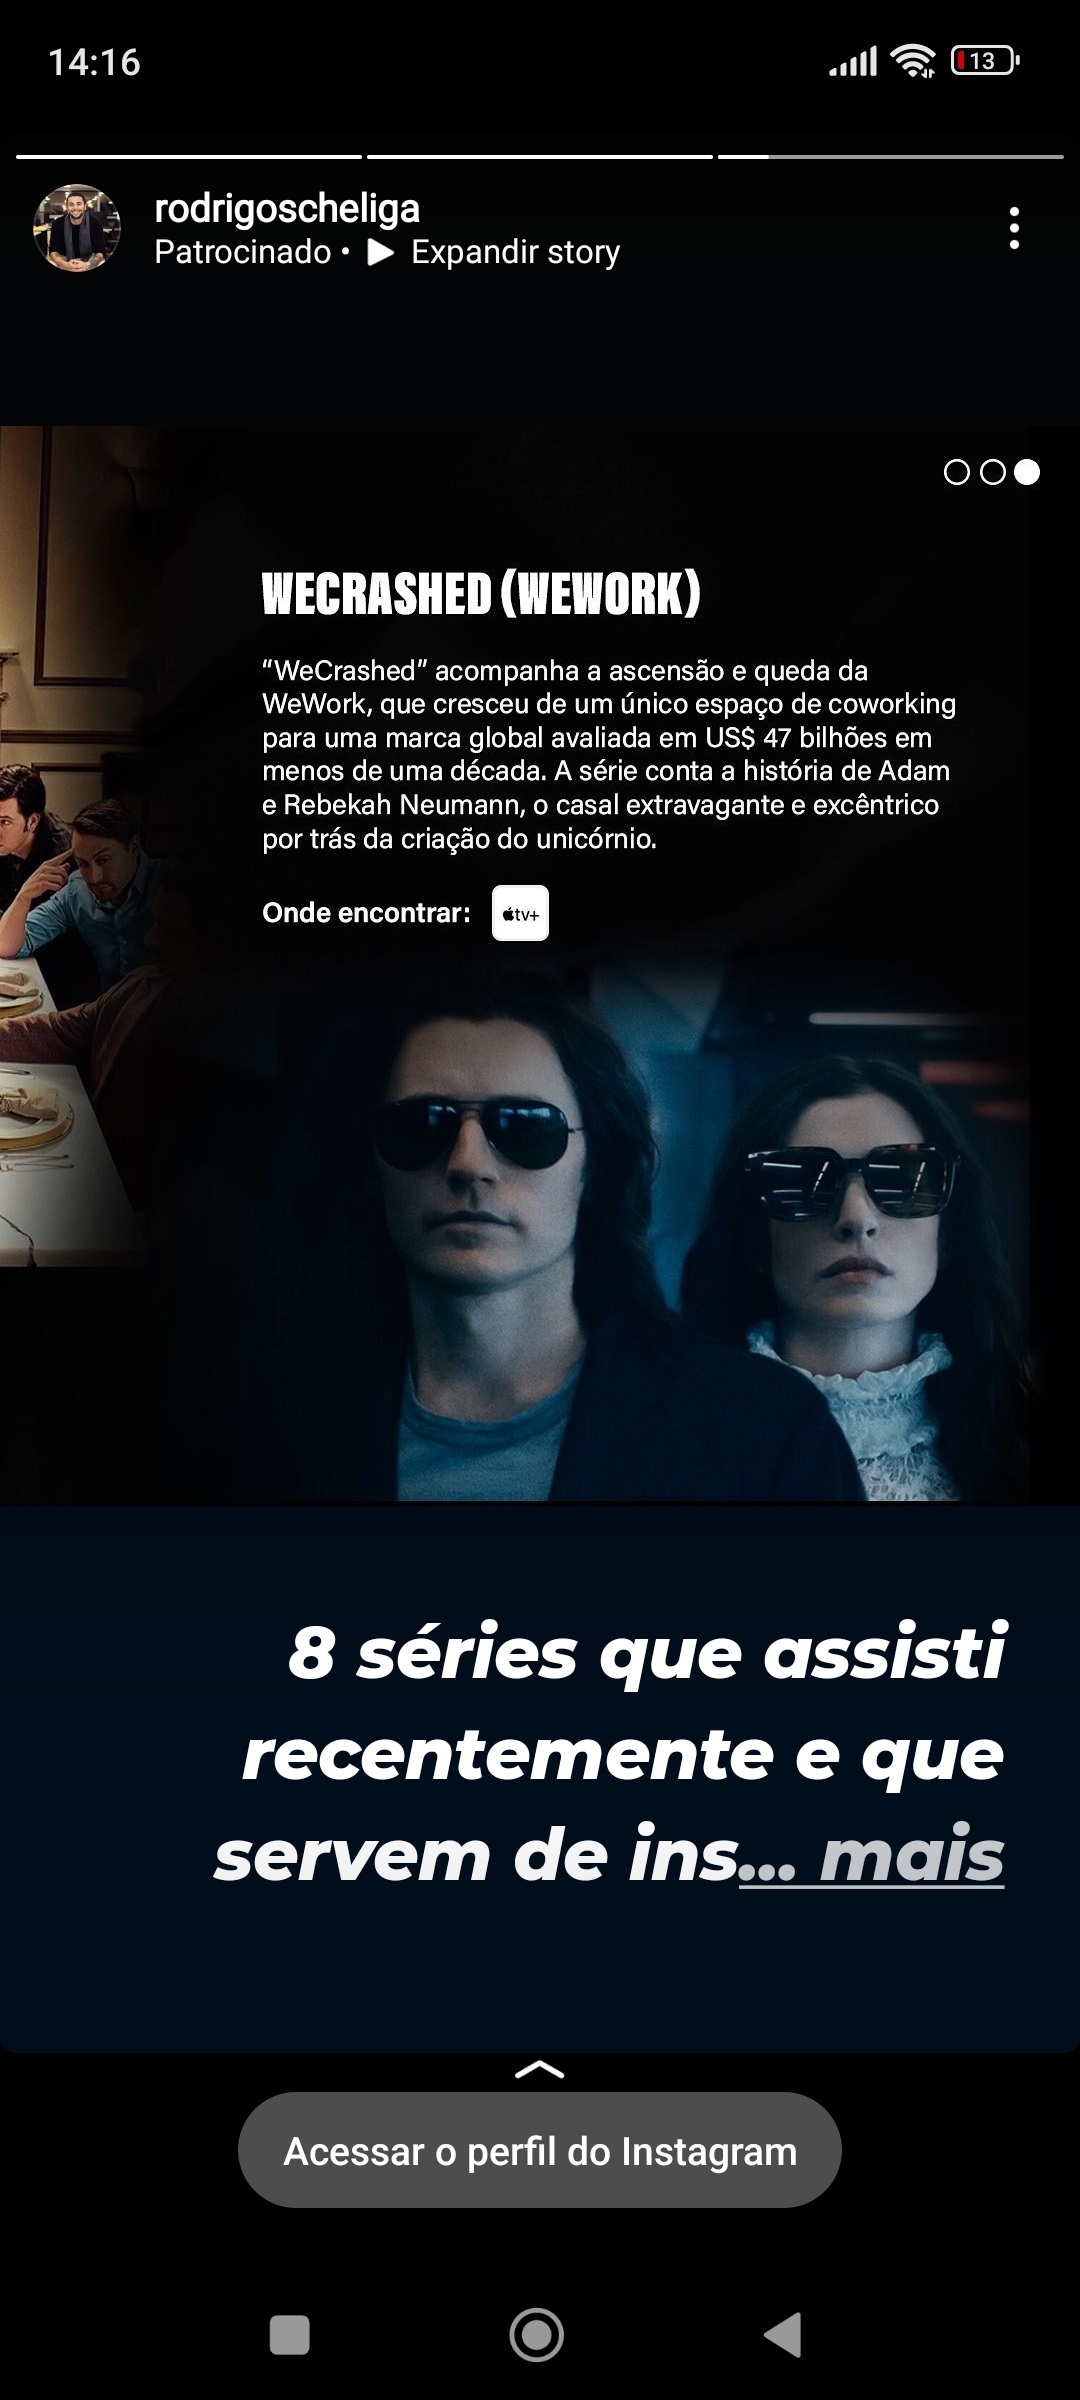 14:16
13
rodrigoscheliga
Patrocinado • Expandir story
WECRASHED (WEWORK)
“WeCrashed” acompanha a ascensão e queda da
WeWork, que cresceu de um único espaço de coworking
para uma marca global avaliada em US$ 47 bilhões em
menos de uma década. A série conta a história de Adam
e Rebekah Neumann, o casal extravagante e excêntrico
por trás da criação do unicórnio.
Onde encontrar: tv+
8 séries que assisti
recentemente e que
servem de ins... mais
Acessar o perfil do Instagram